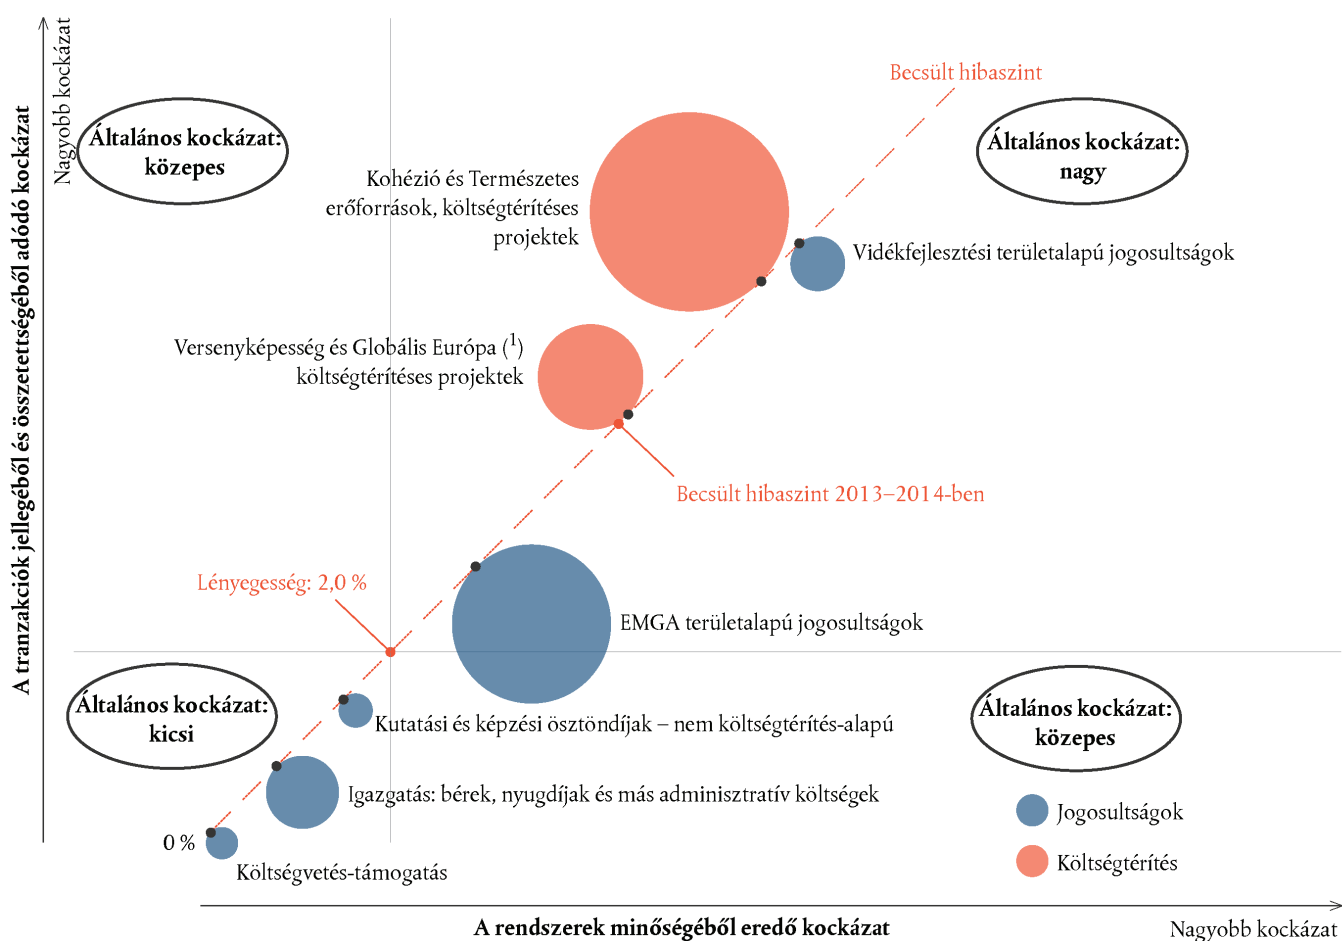 A tranzakciók jellegéből és összetettségéből adódó kockázat
Nagyobb kockázat
Általános kockázat:
közepes
Becsült hibaszint
Általános kockázat:
nagy
Kohézió és Természetes
erőforrások, költségtérítéses
projektek
Vidékfejlesztési területalapú jogosultságok
Versenyképesség és Globális Európa (¹)
költségtérítéses projektek
Becsült hibaszint 2013–2014-ben
Lényegesség: 2,0 %
EMGA területalapú jogosultságok
Általános kockázat:
kicsi
Kutatási és képzési ösztöndíjak – nem költségtérítés-alapú
Általános kockázat:
közepes
Igazgatás: bérek, nyugdíjak és más adminisztratív költségek
Jogosultságok
0 %
Költségtérítés
Költségvetés-támogatás
A rendszerek minőségéből eredő kockázat
Nagyobb kockázat